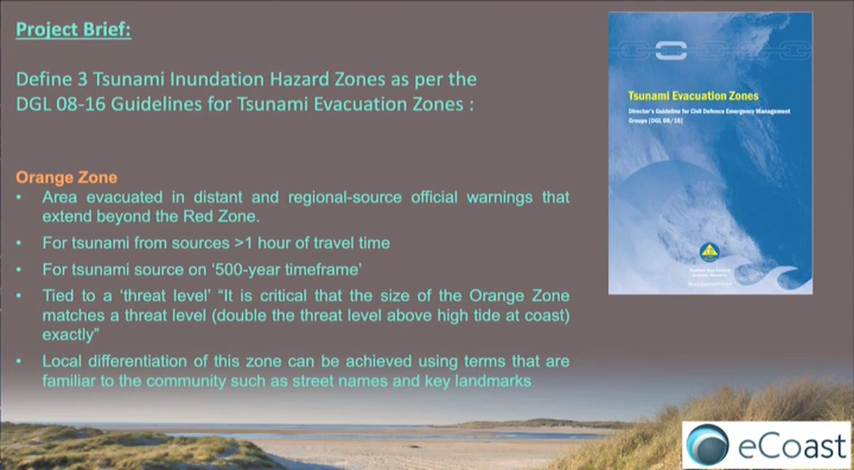 Project Brief:
Define 3 Tsunami Inundation Hazard Zones as per the
DGL 08-16 Guidelines for Tsunami Evacuation Zones :
Orange Zone
• Area evacuated in distant and regional-source official warnings that
extend beyond the Red Zone.
• For tsunami from sources >1 hour of travel time
• For tsunami source on ‘500-year timeframe’
• Tied to a ‘threat level’ “It is critical that the size of the Orange Zone
matches a threat level (double the threat level above high tide at coast)
exactly”
• Local differentiation of this zone can be achieved using terms that are
familiar to the community such as street names and key landmarks
Tsunami Evacuation Zones
Director's Guideline for Civil Defence Emergency Management
Groups [DGL 08/16]
eCoast